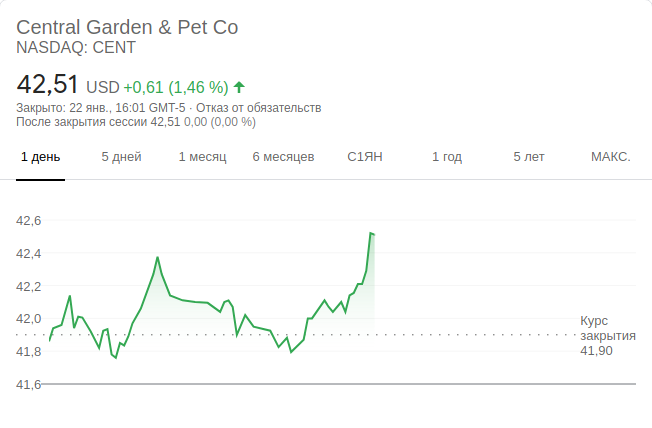 Central Garden & Pet Co
NASDAQ: CENT
42,51 USD +0,61 (1,46 %)
Закрыто: 22 янв., 16:01 GMT-5 · Отказ от обязательств
После закрытия сессии 42,51 0,00 (0,00 %)
1 день 5 дней 1 месяц 6 месяцев С1ЯН 1 год 5 лет МАКС.
42,6
42,4
42,2
42,0
41,8
41,6
Курс
закрытия
41,90